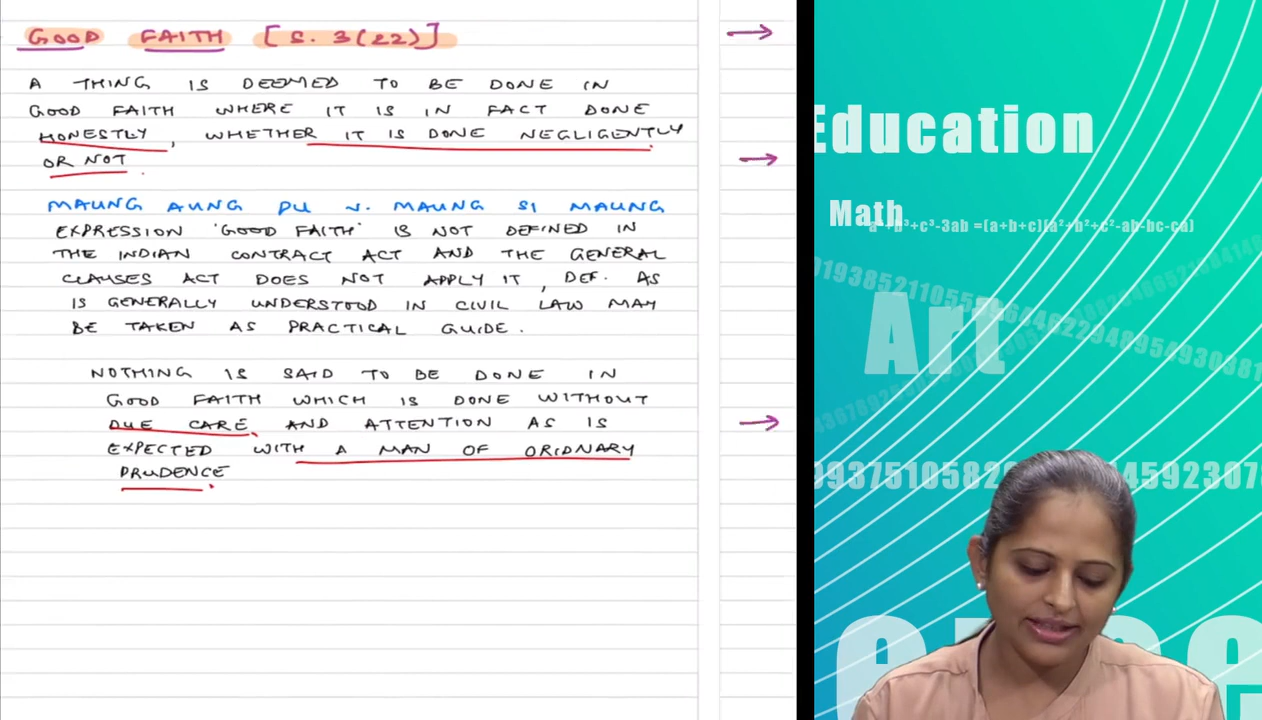 GOOD FAITH [S. 3(22)]
A THING IS DEEMED TO BE DONE IN
GOOD FAITH WHERE IT IS IN FACT DONE
HONESTLY, WHETHER IT IS DONE NEGLIGENTLY
OR NOT.
MAUNG AUNG PU v. MAUNG SI MAUNG
EXPRESSION 'GOOD FAITH' IS NOT DEFINED IN
THE INDIAN CONTRACT ACT AND THE GENERAL
CLAUSES ACT DOES NOT APPLY IT, DEF. AS
IS GENERALLY UNDERSTOOD IN CIVIL LAW MAY
BE TAKEN AS PRACTICAL GUIDE.
NOTHING IS SAID TO BE DONE IN
GOOD FAITH WHICH IS DONE WITHOUT
DUE CARE AND ATTENTION AS IS
EXPECTED WITH A MAN OF ORIDNARY
PRUDENCE.
Education
Math
Art